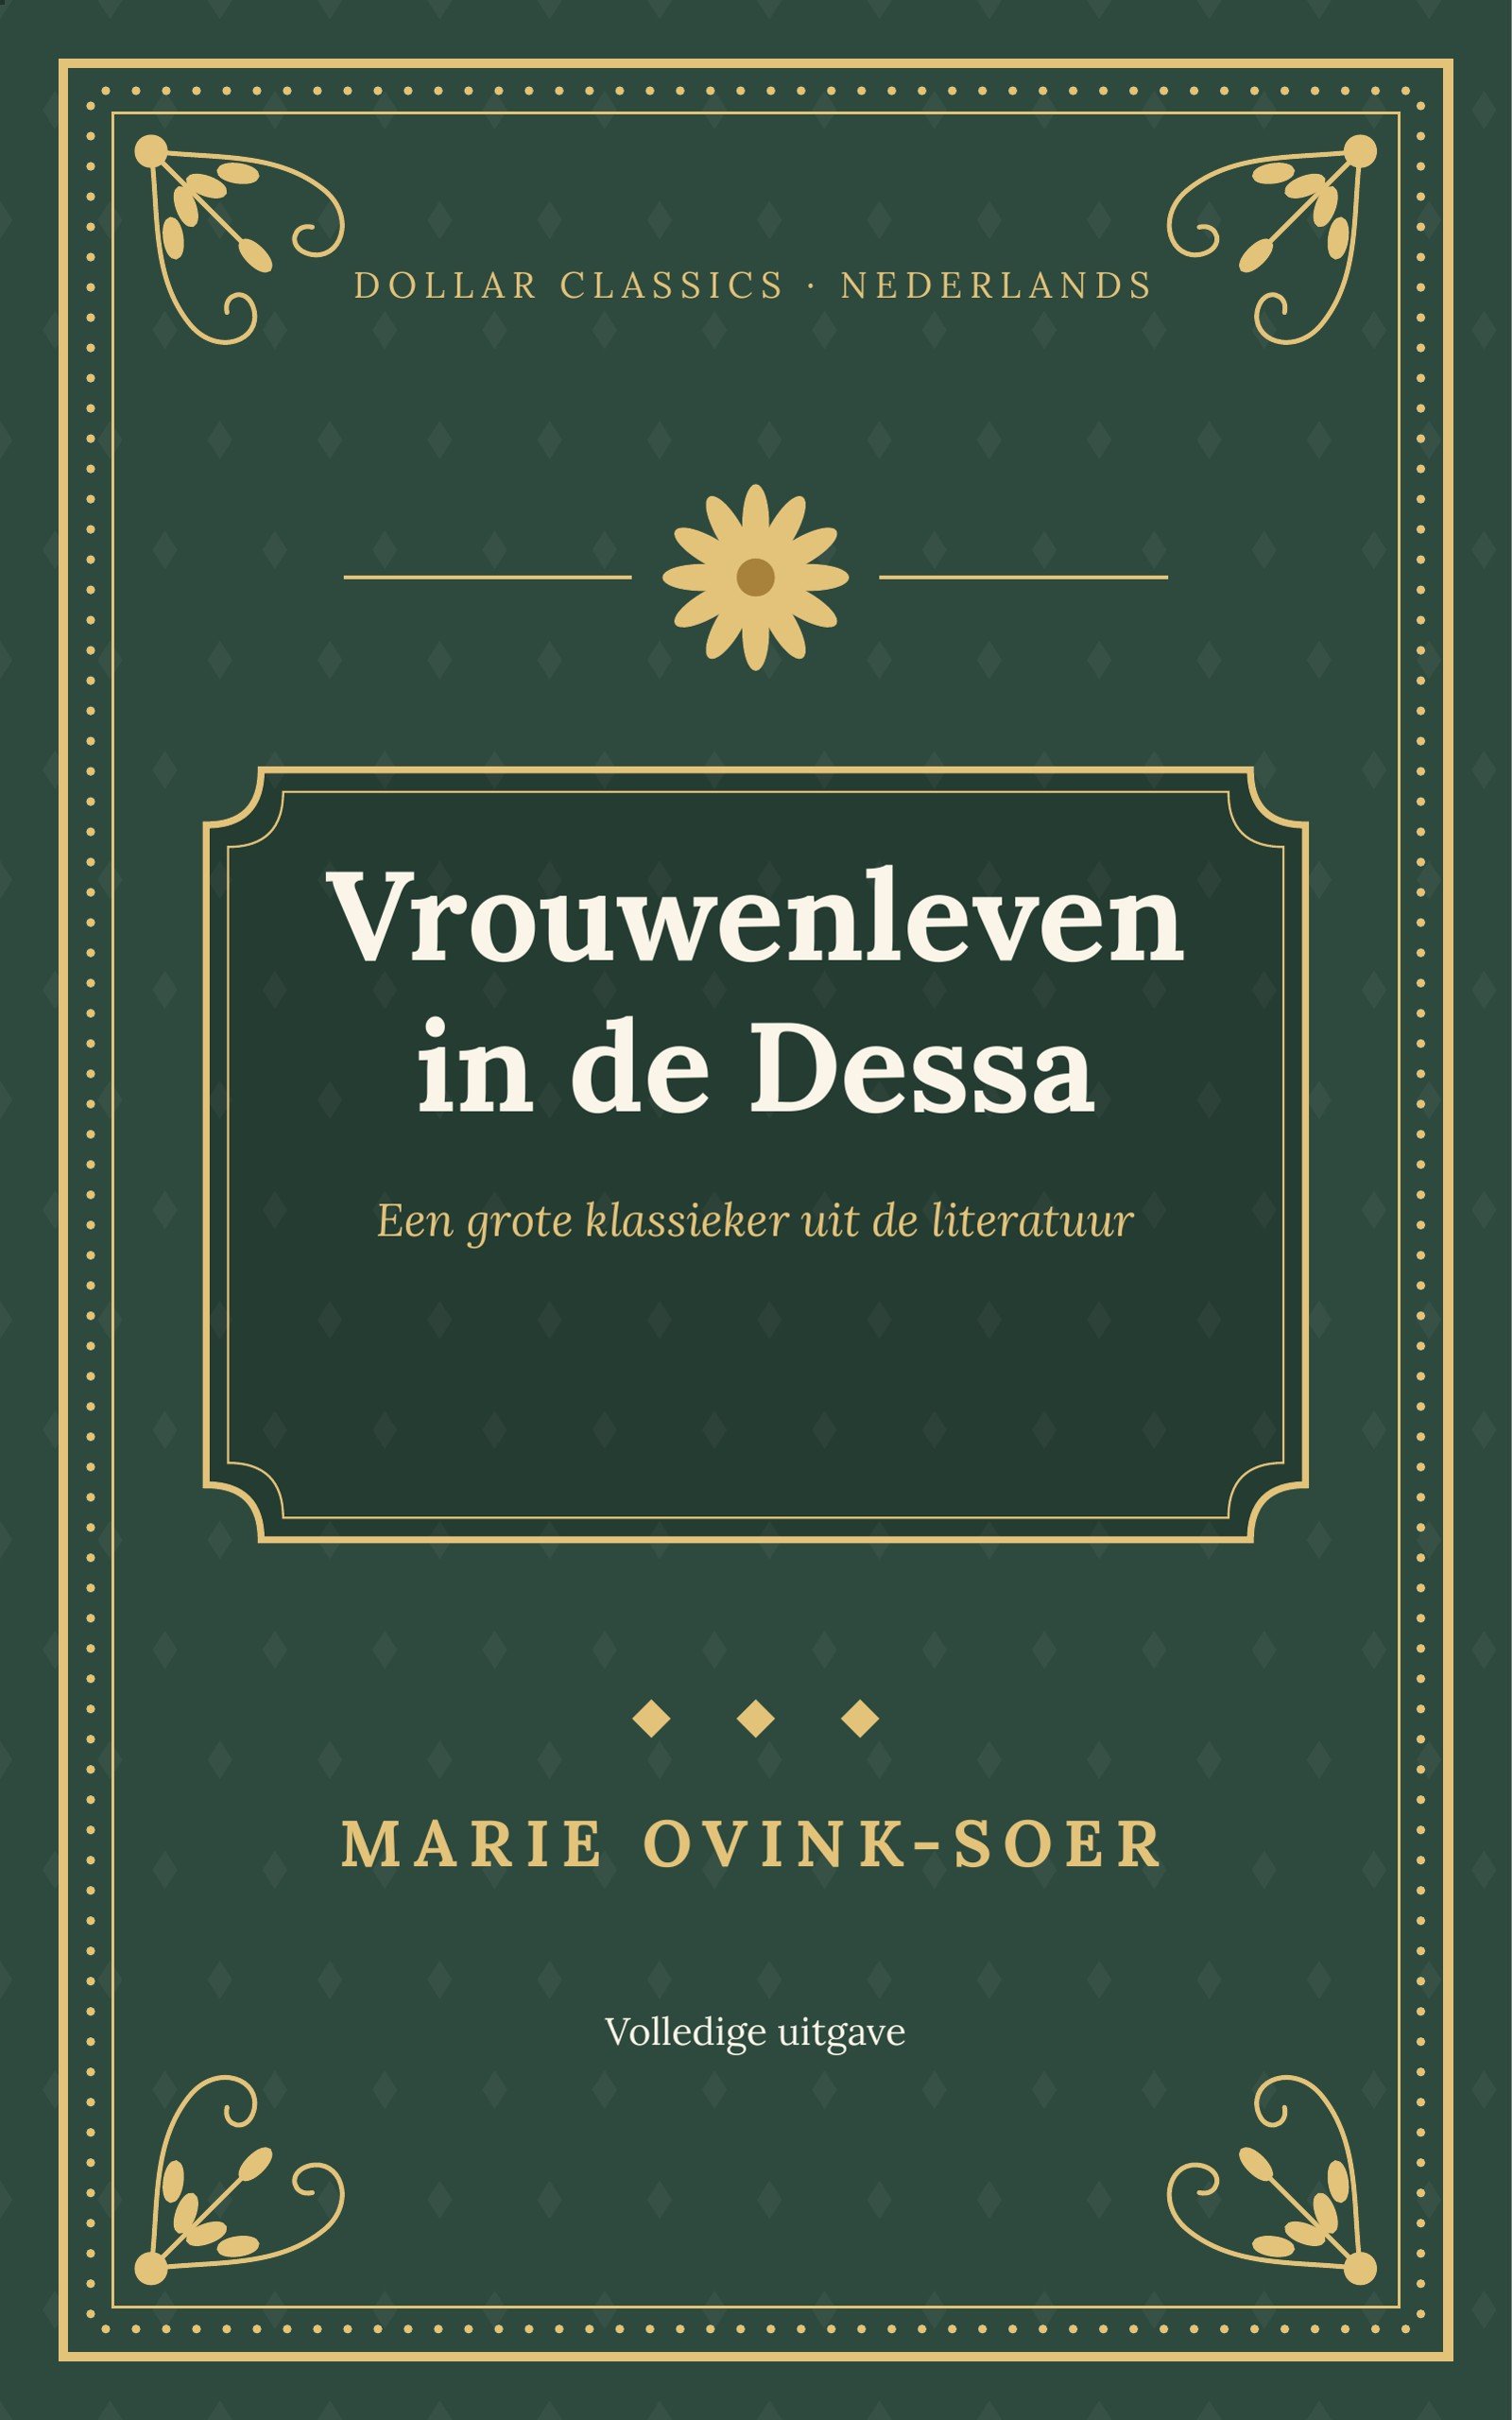 DOLLAR CLASSICS · NEDERLANDS
Vrouwenleven
in de Dessa
Een grote klassieker uit de literatuur
MARIE OVINK-SOER
Volledige uitgave